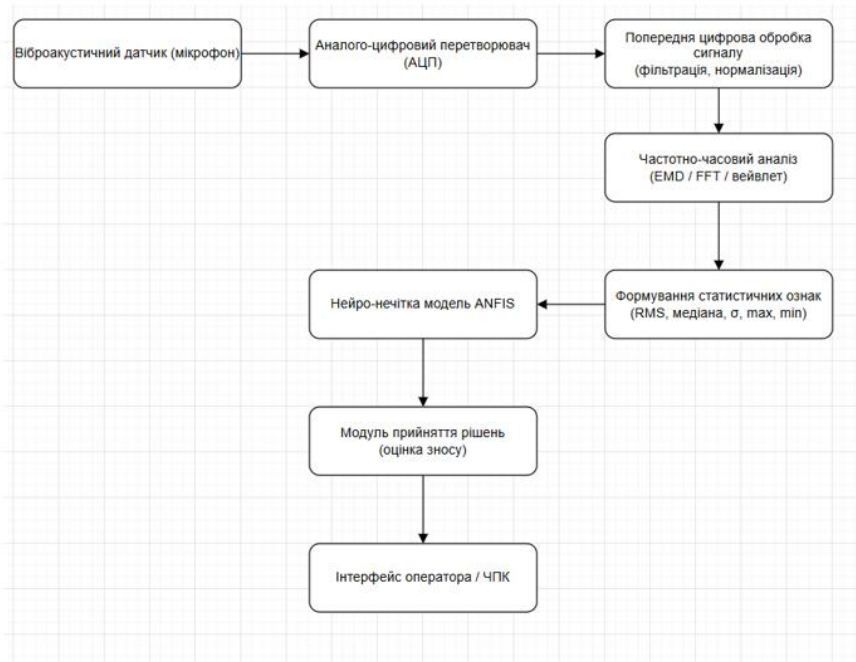 Віброакустичний датчик (мікрофон)
Аналого-цифровий перетворювач
(АЦП)
Попередня цифрова обробка
сигналу
(фільтрація, нормалізація)
Частотно-часовий аналіз
(EMD / FFT / вейвлет)
Формування статистичних ознак
(RMS, медіана, σ, max, min)
Нейро-нечітка модель ANFIS
Модуль прийняття рішень
(оцінка зносу)
Інтерфейс оператора / ЧПК